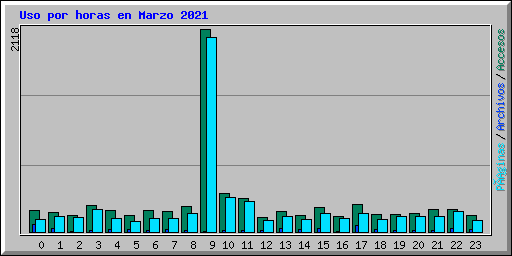 Uso por horas en Marzo 2021
2118
Páginas / Archivos / Accesos
0 1 2 3 4 5 6 7 8 9 10 11 12 13 14 15 16 17 18 19 20 21 22 23